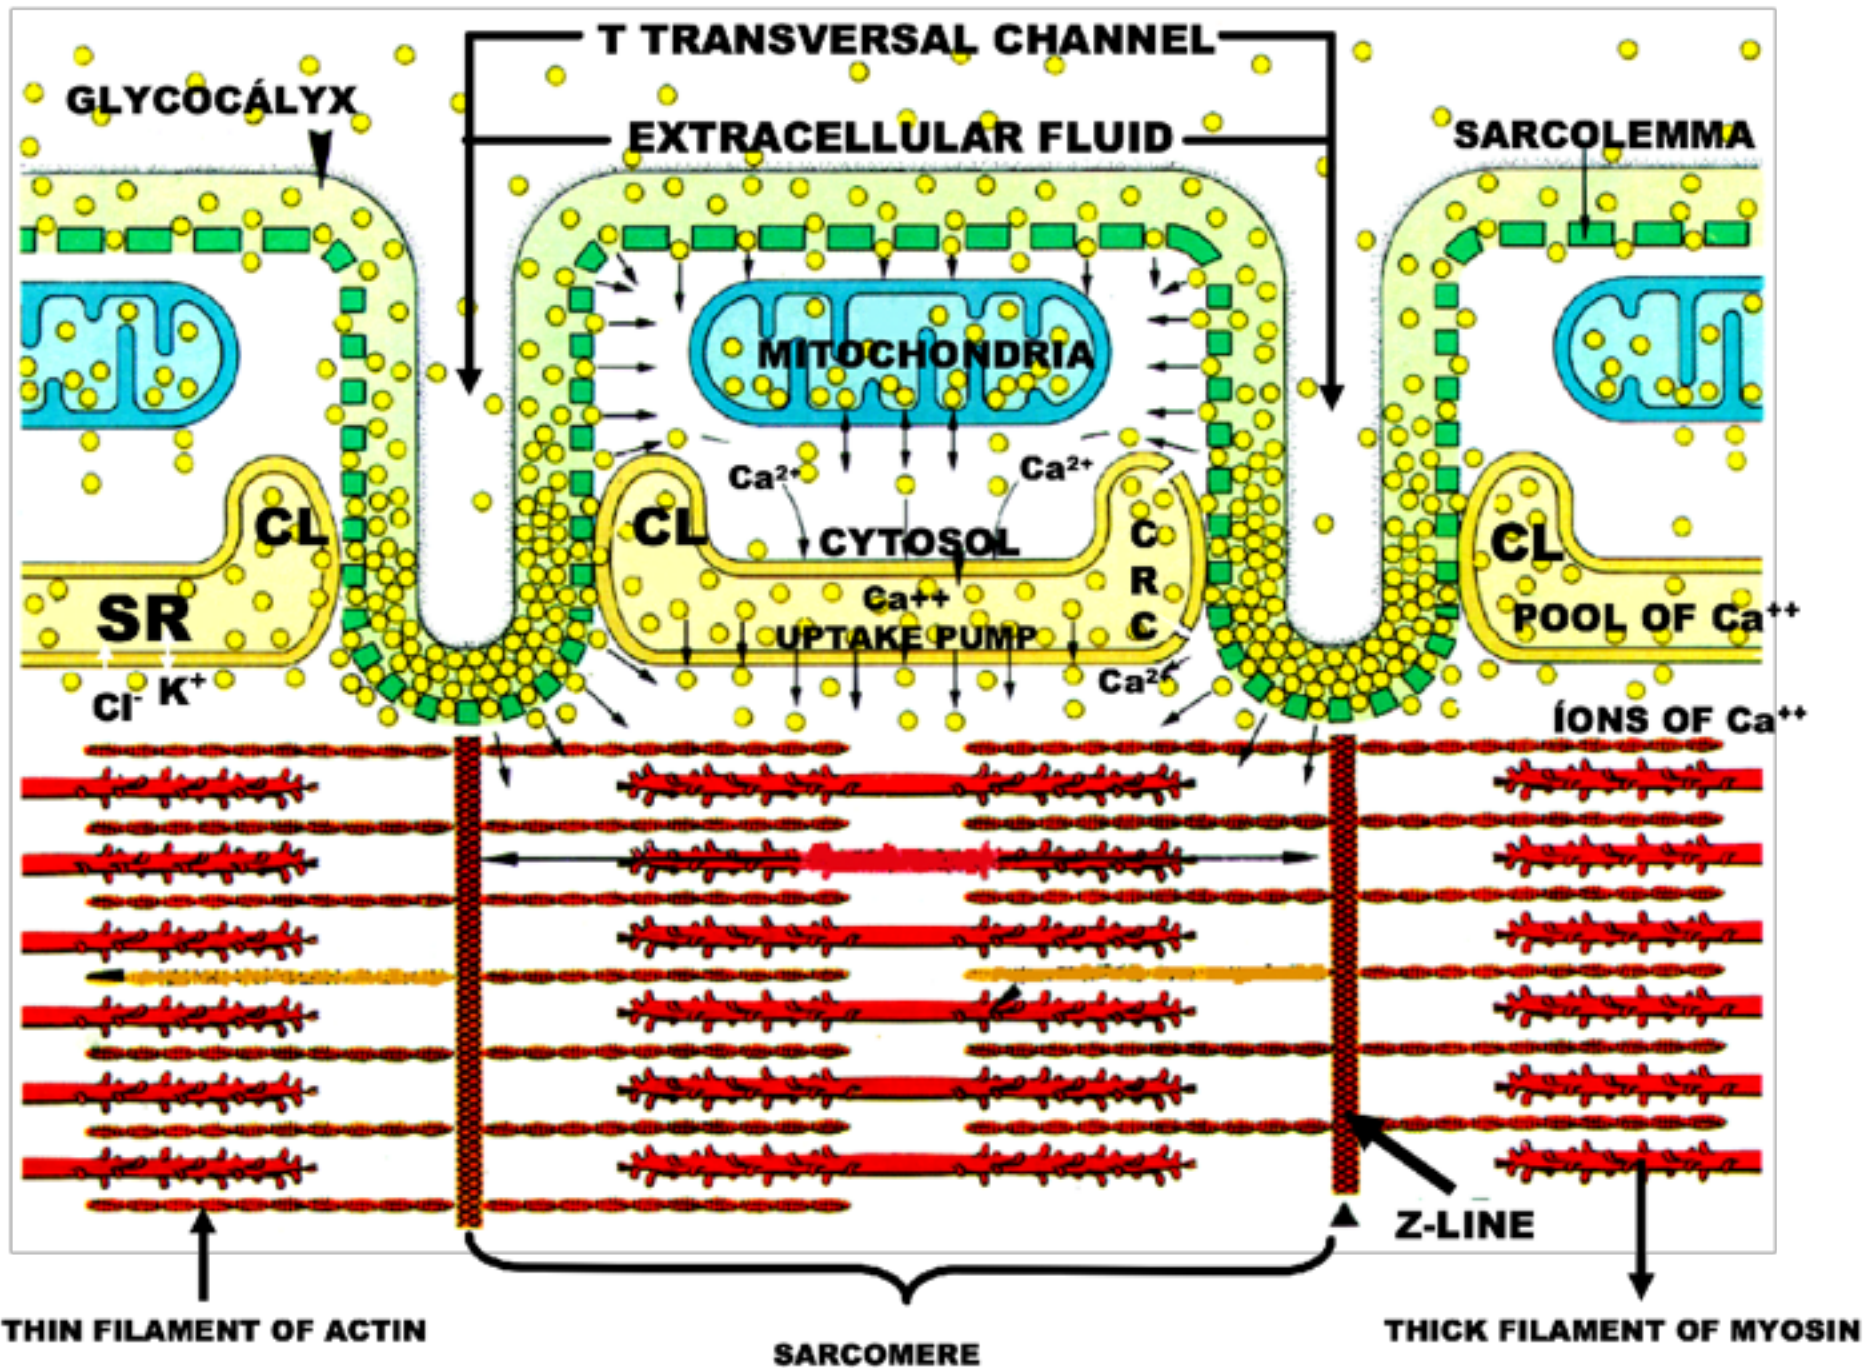 T TRANSVERSAL CHANNEL
GLYCOCÁLYX
EXTRACELLULAR FLUID
SARCOLEMMA
MITOCHONDRIA
Ca²⁺
Ca²⁺
CL
CL
CYTOSOL
C
R
C
CL
SR
Ca++
UPTAKE PUMP
POOL OF Ca⁺⁺
Cl⁻
K⁺
Ca²⁺
ÍONS OF Ca⁺⁺
Z-LINE
THIN FILAMENT OF ACTIN
SARCOMERE
THICK FILAMENT OF MYOSIN